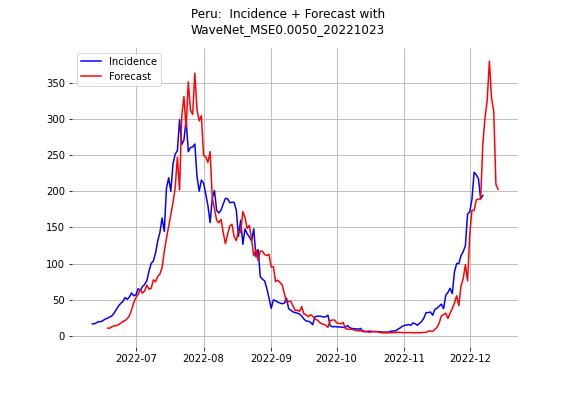 Peru:  Incidence + Forecast with
WaveNet_MSE0.0050_20221023
Incidence
Forecast
350
300
250
200
150
100
50
0
2022-07 2022-08 2022-09 2022-10 2022-11 2022-12